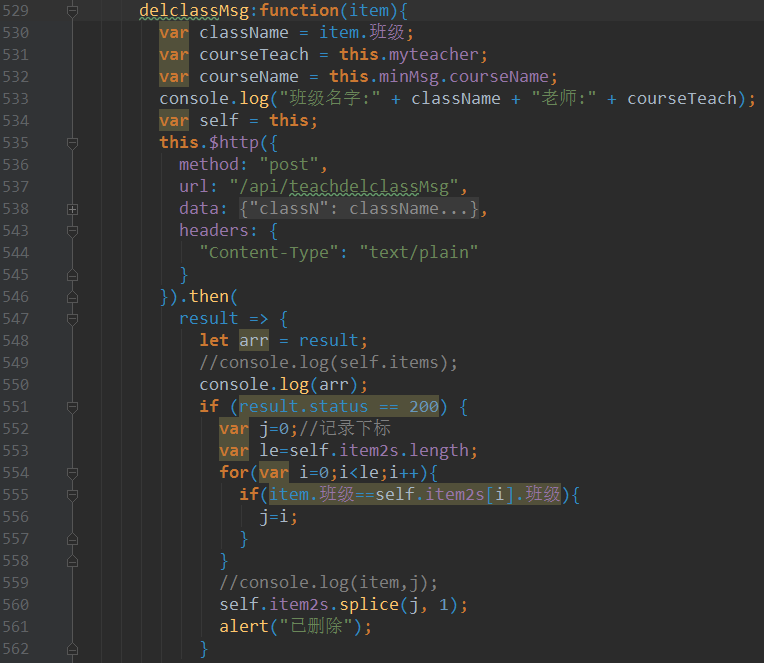 529 delclassMsg:function(item){
530 var className = item.班级;
531 var courseTeach = this.myteacher;
532 var courseName = this.minMsg.courseName;
533 console.log("班级名字:" + className + "老师:" + courseTeach);
534 var self = this;
535 this.$http({
536 method: "post",
537 url: "/api/teachdelclassMsg",
538 data: {"classN": className...},
543 headers: {
544 "Content-Type": "text/plain"
545 }
546 }).then(
547 result => {
548 let arr = result;
549 //console.log(self.items);
550 console.log(arr);
551 if (result.status == 200) {
552 var j=0;//记录下标
553 var le=self.item2s.length;
554 for(var i=0;i<le;i++){
555 if(item.班级==self.item2s[i].班级){
556 j=i;
557 }
558 }
559 //console.log(item,j);
560 self.item2s.splice(j, 1);
561 alert("已删除");
562 }